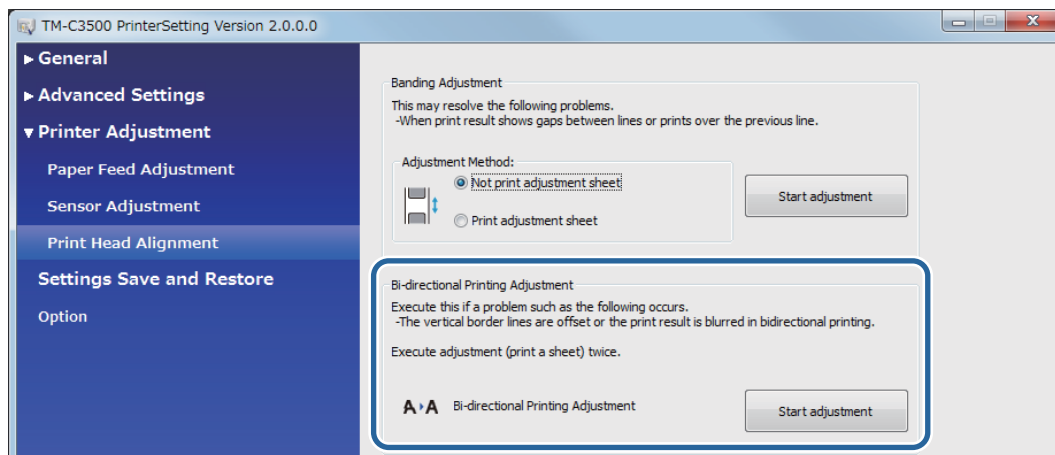 TM-C3500 PrinterSetting Version 2.0.0.0
General
Advanced Settings
Printer Adjustment
Paper Feed Adjustment
Sensor Adjustment
Print Head Alignment
Settings Save and Restore
Option
Banding Adjustment
This may resolve the following problems.
-When print result shows gaps between lines or prints over the previous line.
Adjustment Method:
Not print adjustment sheet
Print adjustment sheet
Start adjustment
Bi-directional Printing Adjustment
Execute this if a problem such as the following occurs.
-The vertical border lines are offset or the print result is blurred in bidirectional printing.
Execute adjustment (print a sheet) twice.
A A Bi-directional Printing Adjustment
Start adjustment